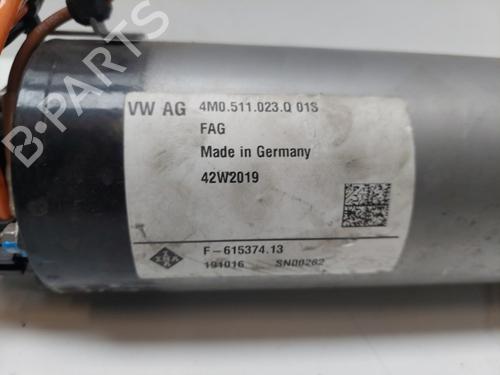 VW AG 4M0.511.023.Q 01S
FAG
Made in Germany
42W2019
F-615374.13
191016 SN00262
B-PARTS